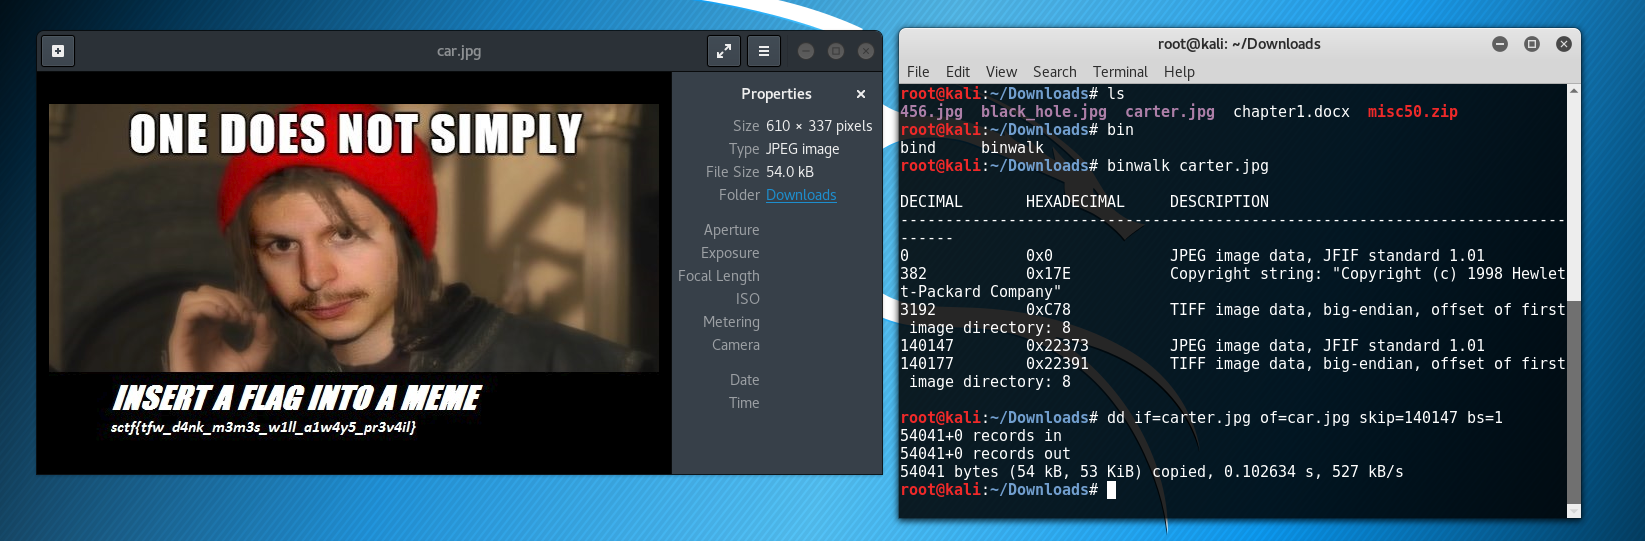 car.jpg
Properties
Size 610 × 337 pixels
Type JPEG image
File Size 54.0 kB
Folder Downloads
Aperture
Exposure
Focal Length
ISO
Metering
Camera
Date
Time
ONE DOES NOT SIMPLY
INSERT A FLAG INTO A MEME
sctf{tfw_d4nk_m3m3s_w1ll_a1w4y5_pr3v4il}
root@kali: ~/Downloads
File Edit View Search Terminal Help
root@kali:~/Downloads# ls
456.jpg black_hole.jpg carter.jpg chapter1.docx misc50.zip
root@kali:~/Downloads# bin
bind binwalk
root@kali:~/Downloads# binwalk carter.jpg
DECIMAL HEXADECIMAL DESCRIPTION
--------------------------------------------------------------------------
------
0 0x0 JPEG image data, JFIF standard 1.01
382 0x17E Copyright string: "Copyright (c) 1998 Hewlet
t-Packard Company"
3192 0xC78 TIFF image data, big-endian, offset of first
image directory: 8
140147 0x22373 JPEG image data, JFIF standard 1.01
140177 0x22391 TIFF image data, big-endian, offset of first
image directory: 8
root@kali:~/Downloads# dd if=carter.jpg of=car.jpg skip=140147 bs=1
54041+0 records in
54041+0 records out
54041 bytes (54 kB, 53 KiB) copied, 0.102634 s, 527 kB/s
root@kali:~/Downloads#